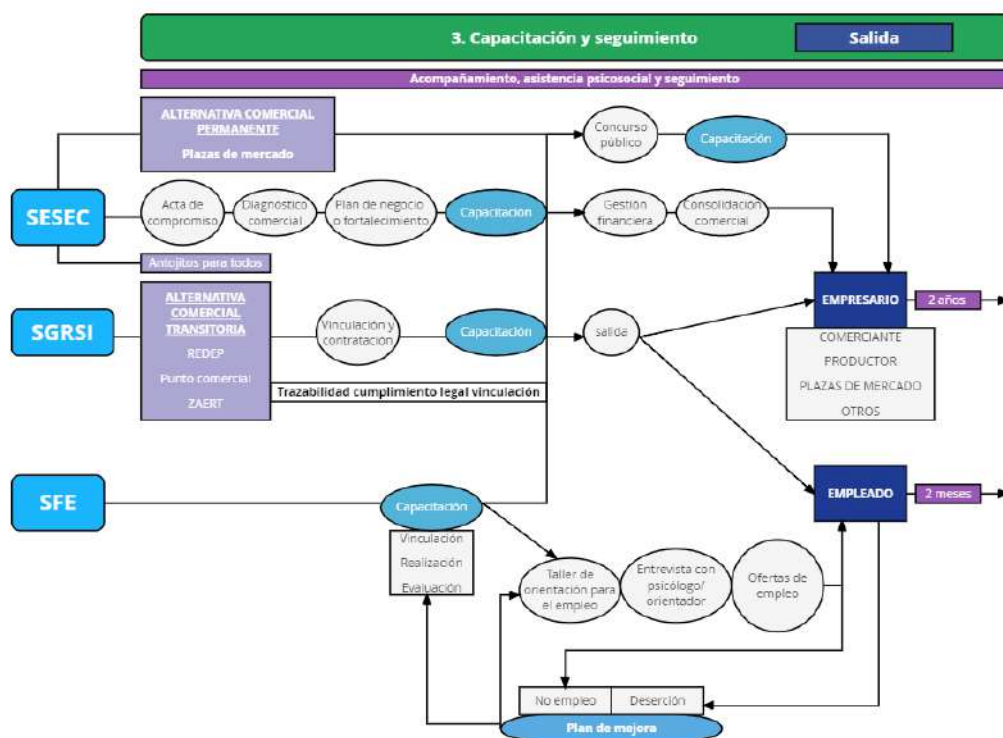 3. Capacitación y seguimiento
Salida
Acompañamiento, asistencia psicosocial y seguimiento
ALTERNATIVA COMERCIAL
PERMANENTE
Plazas de mercado
Concurso
público
Capacitación
SESEC
Acta de
compromiso
Diagnostico
comercial
Plan de negocio
o fortalecimiento
Capacitación
Gestión
financiera
Consolidación
comercial
Antojitos para todos
SGRSI
ALTERNATIVA
COMERCIAL
TRANSITORIA
REDEP
Punto comercial
ZAERT
Vinculación y
contratación
Capacitación
salida
EMPRESARIO
2 años
COMERCIANTE
PRODUCTOR
PLAZAS DE MERCADO
OTROS
Trazabilidad cumplimiento legal vinculación
SFE
Capacitación
Vinculación
Realización
Evaluación
EMPLEADO
2 meses
Taller de
orientación para
el empleo
Entrevista con
psicólogo/
orientador
Ofertas de
empleo
No empleo
Deserción
Plan de mejora